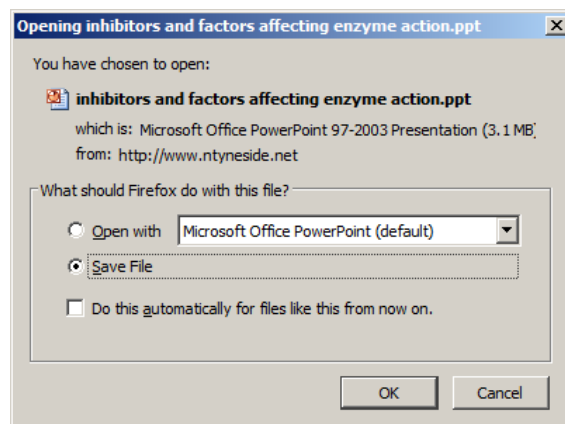 Opening inhibitors and factors affecting enzyme action.ppt
You have chosen to open:
inhibitors and factors affecting enzyme action.ppt
which is: Microsoft Office PowerPoint 97-2003 Presentation (3.1 MB)
from: http://www.ntyneside.net
What should Firefox do with this file?
Open with Microsoft Office PowerPoint (default)
Save File
Do this automatically for files like this from now on.
OK Cancel